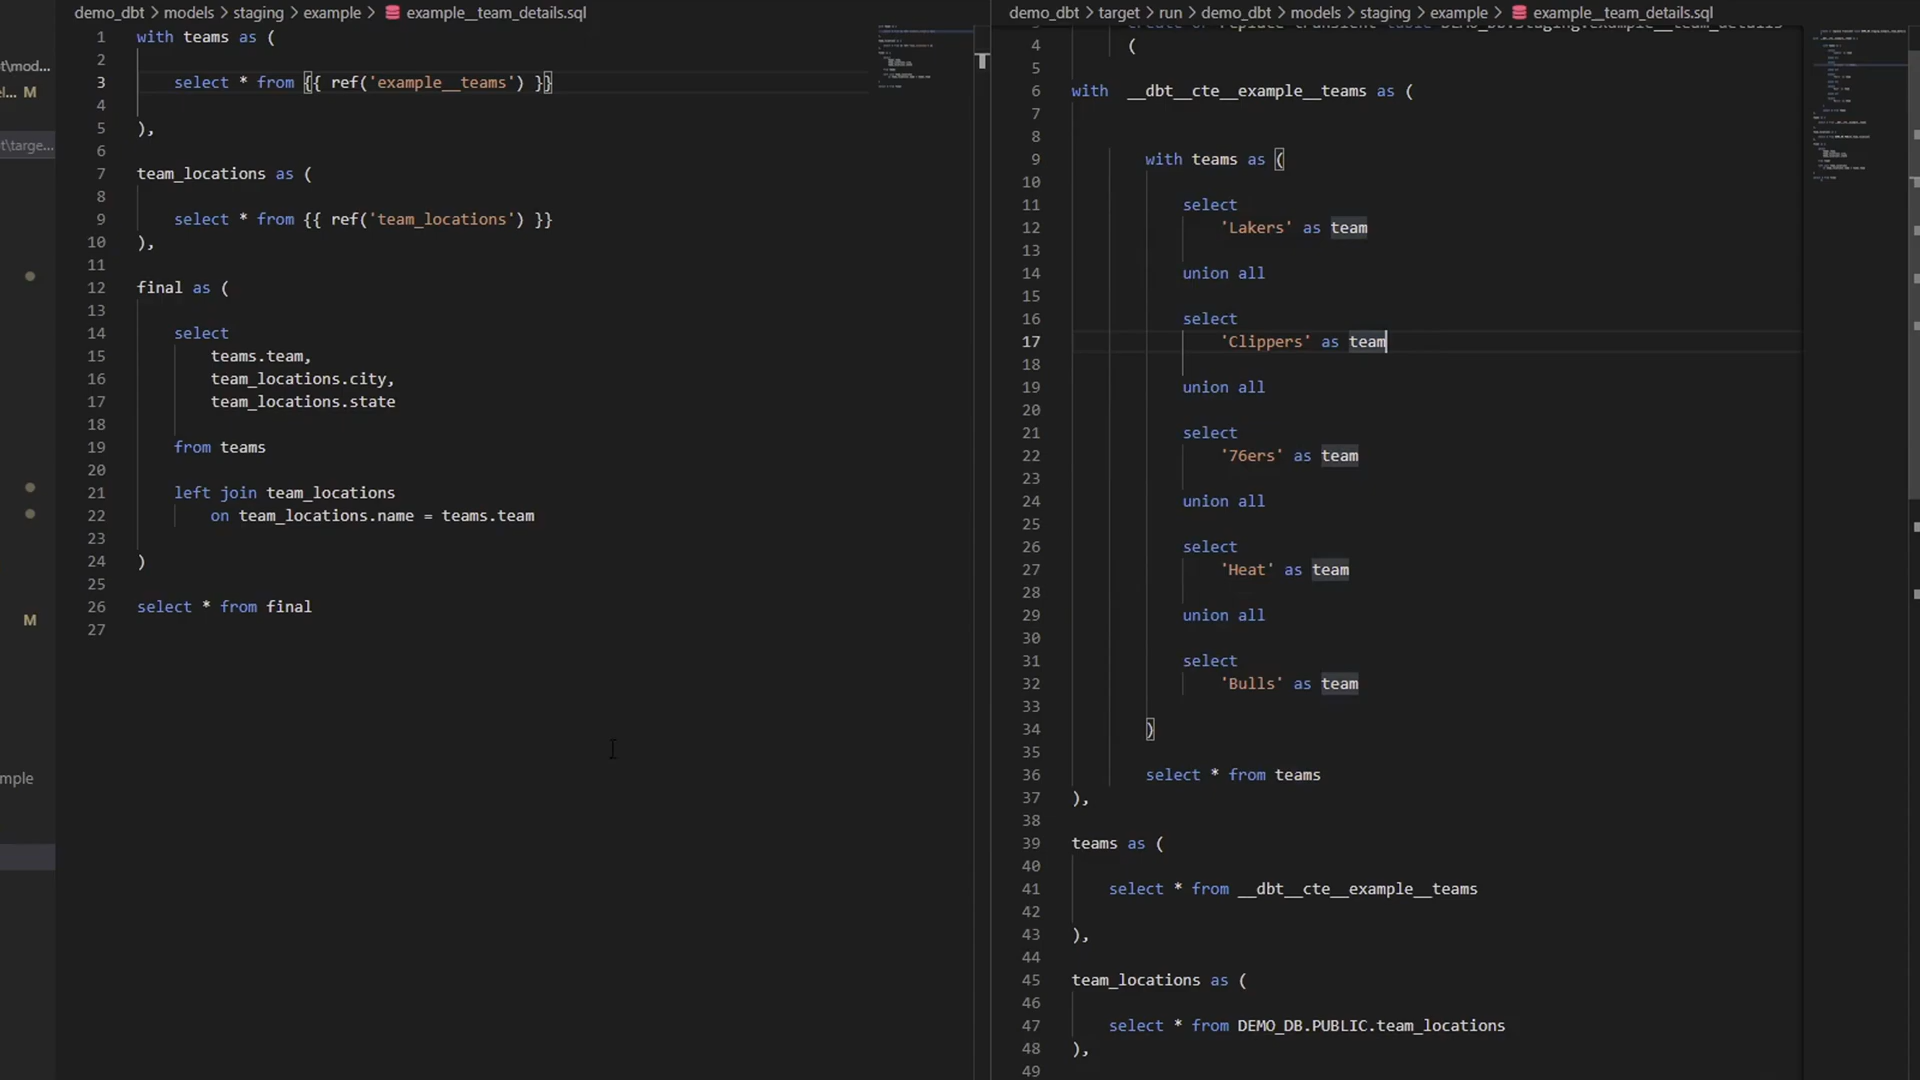 demo_dbt > models > staging > example > example__team_details.sql
t\mod...
el... M
t\targe...
M
mple
1 with teams as (
2
3 select * from {{ ref('example__teams') }}
4
5 ),
6
7 team_locations as (
8
9 select * from {{ ref('team_locations') }}
10 ),
11
12 final as (
13
14 select
15 teams.team,
16 team_locations.city,
17 team_locations.state
18
19 from teams
20
21 left join team_locations
22 on team_locations.name = teams.team
23
24 )
25
26 select * from final
27
demo_dbt > target > run > demo_dbt > models > staging > example > example__team_details.sql
4 (
5
6 with __dbt__cte__example__teams as (
7
8
9 with teams as (
10
11 select
12 'Lakers' as team
13
14 union all
15
16 select
17 'Clippers' as team
18
19 union all
20
21 select
22 '76ers' as team
23
24 union all
25
26 select
27 'Heat' as team
28
29 union all
30
31 select
32 'Bulls' as team
33
34 )
35
36 select * from teams
37 ),
38
39 teams as (
40
41 select * from __dbt__cte__example__teams
42
43 ),
44
45 team_locations as (
46
47 select * from DEMO_DB.PUBLIC.team_locations
48 ),
49